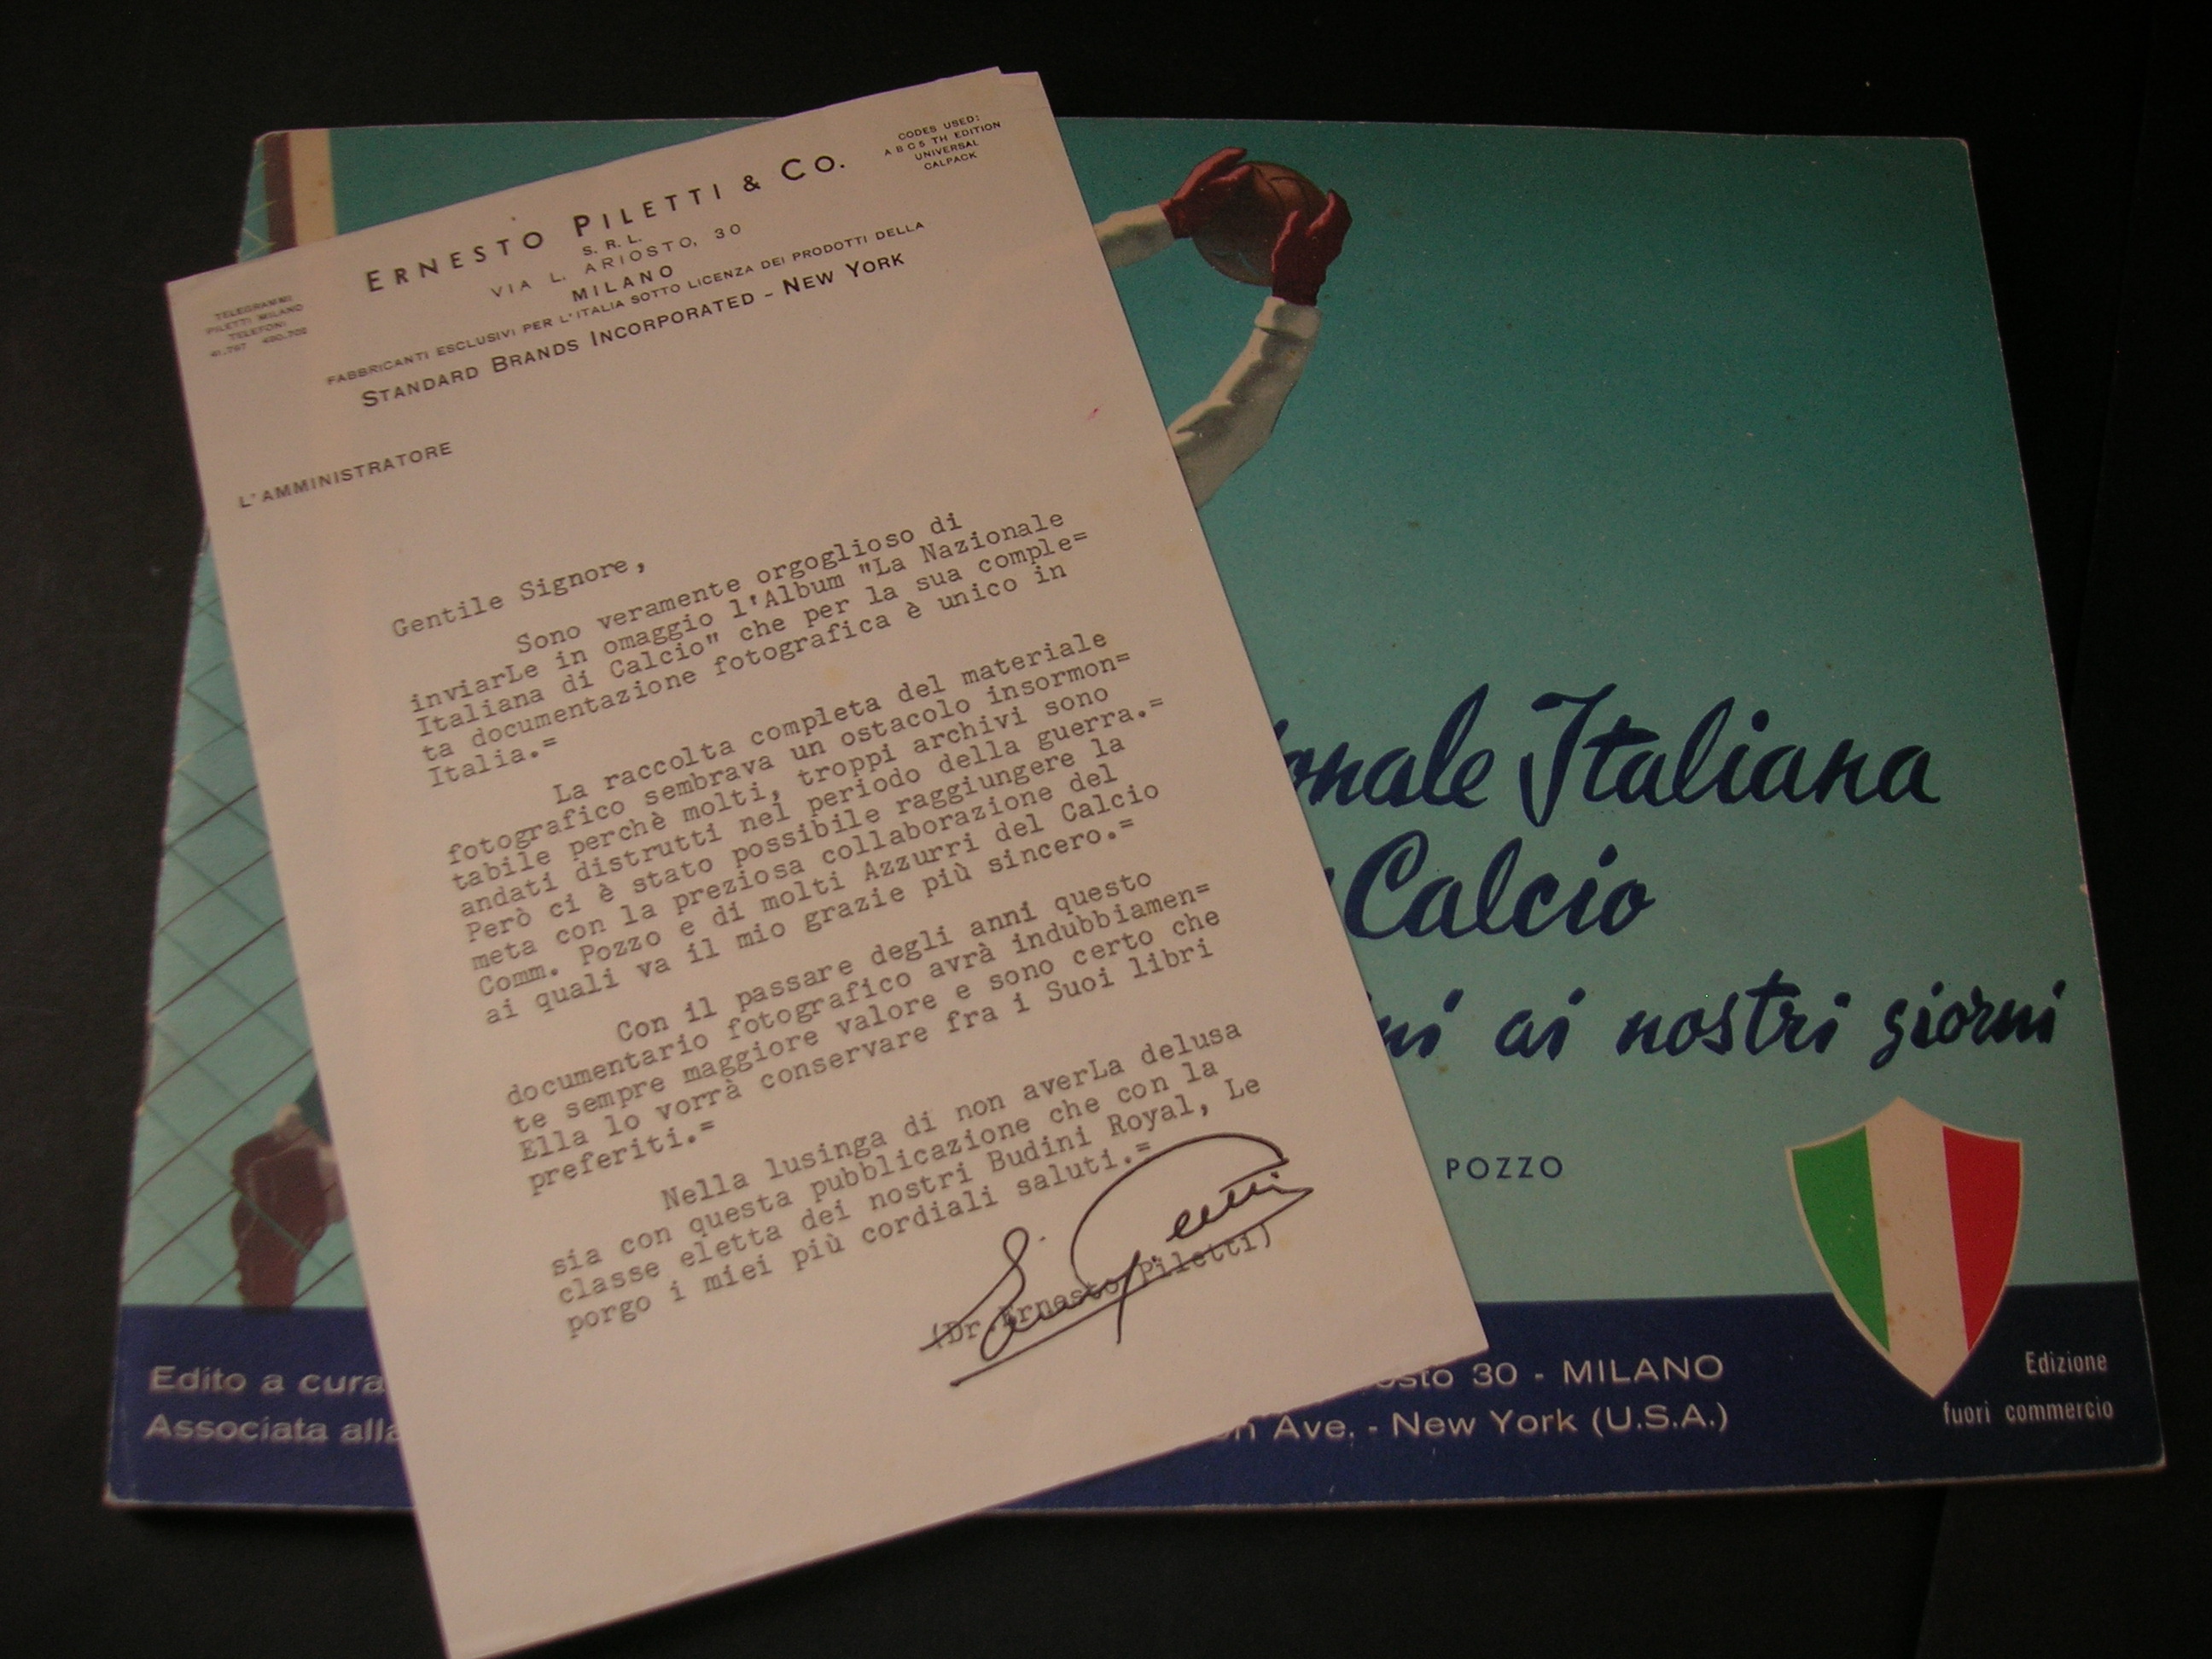 ERNESTO PILETTI & CO.
S. R. L.
VIA L. ARIOSTO, 30
MILANO
FABBRICANTI ESCLUSIVI PER L'ITALIA SOTTO LICENZA DEI PRODOTTI DELLA
STANDARD BRANDS INCORPORATED - NEW YORK
CODES USED:
A B C 5 TH EDITION
UNIVERSAL
CALPACK
TELEGRAMMI
PILETTI MILANO
TELEFONI
L'AMMINISTRATORE
Gentile Signore,
Sono veramente orgoglioso di
inviarLe in omaggio l'Album "La Nazionale
Italiana di Calcio" che per la sua comple=
ta documentazione fotografica è unico in
Italia.=
La raccolta completa del materiale
fotografico sembrava un ostacolo insormon=
tabile perchè molti, troppi archivi sono
andati distrutti nel periodo della guerra.=
Però ci è stato possibile raggiungere la
meta con la preziosa collaborazione del
Comm. Pozzo e di molti Azzurri del Calcio
ai quali va il mio grazie più sincero.=
Con il passare degli anni questo
documentario fotografico avrà indubbiamen=
te sempre maggiore valore e sono certo che
Ella lo vorrà conservare fra i Suoi libri
preferiti.=
Nella lusinga di non averLa delusa
sia con questa pubblicazione che con la
classe eletta dei nostri Budini Royal, Le
porgo i miei più cordiali saluti.=
(Dr. Ernesto Piletti)
onale Italiana
Calcio
ni ai nostri giorni
POZZO
Edito a cura
Associata alla
osto 30 - MILANO
on Ave. - New York (U.S.A.)
Edizione
fuori commercio